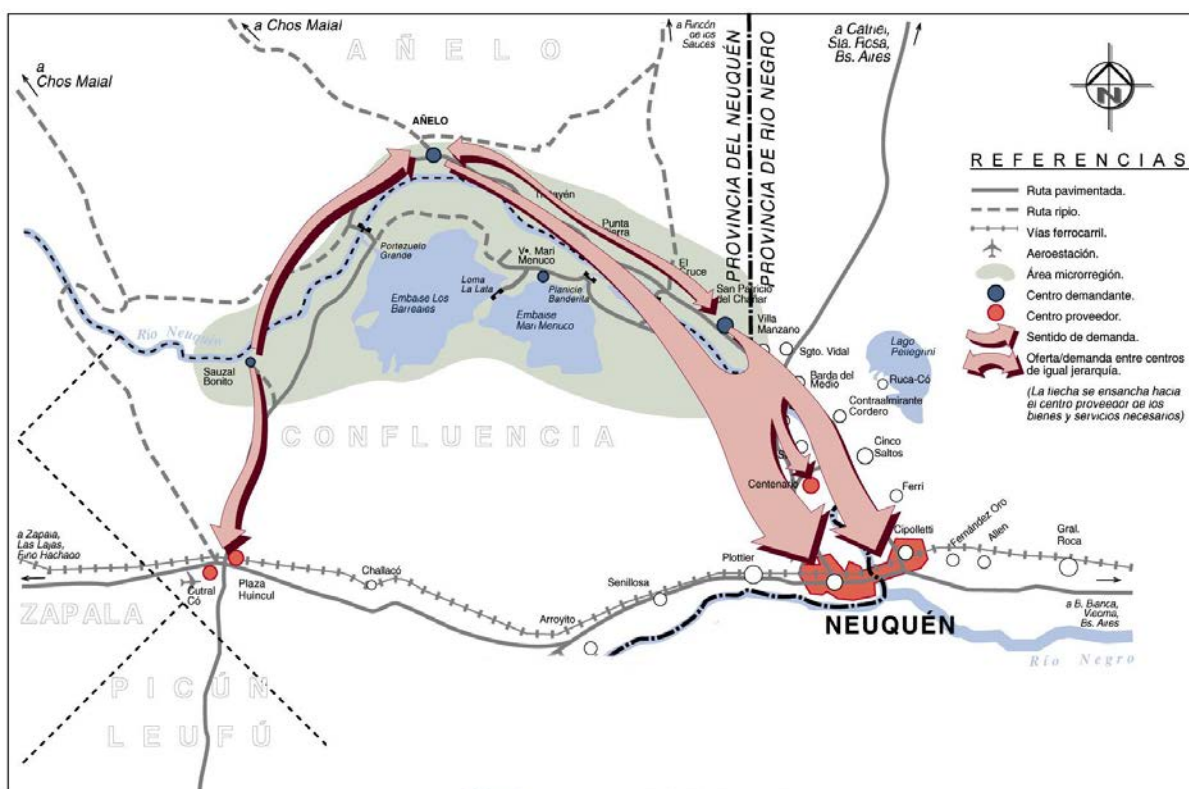 a Chos Malal
AÑELO
a Rincón
de los
Sauces
a Catriel,
Sta. Rosa,
Bs. Aires
a
Chos Malal
PROVINCIA DEL NEUQUÉN
PROVINCIA DE RIO NEGRO
N
AÑELO
REFERENCIAS
Ruta pavimentada.
Ruta ripio.
Vías ferrocarril.
Aeroestación.
Área microrregión.
Centro demandante.
Centro proveedor.
Sentido de demanda.
Oferta/demanda entre centros
de igual jerarquía.
(La flecha se ensancha hacia
el centro proveedor de los
bienes y servicios necesarios)
Punta
Portezuelo
Grande
Vª. Mari
Menuco
Loma
La Lata
Planicie
Banderita
San Patricio
del Chañar
Embalse Los
Barreales
Embalse
Mari Menuco
Villa
Manzano
Río Neuquén
Sauzal
Bonito
Sgto. Vidal
Lago
Pellegrini
Barda del
Medio
Ruca-Có
Contraalmirante
Cordero
CONFLUENCIA
Cinco
Saltos
Centenario
Ferri
Cipolletti
Fernández Oro
Allen
Gral.
Roca
a Zapala,
Las Lajas,
Pino Hachado
Plottier
Challacó
Senillosa
Cutral
Có
Plaza
Huincul
Arroyito
NEUQUÉN
a B. Blanca,
Viedma,
Bs. Aires
ZAPALA
Río Negro
PICÚN
LEUFÚ